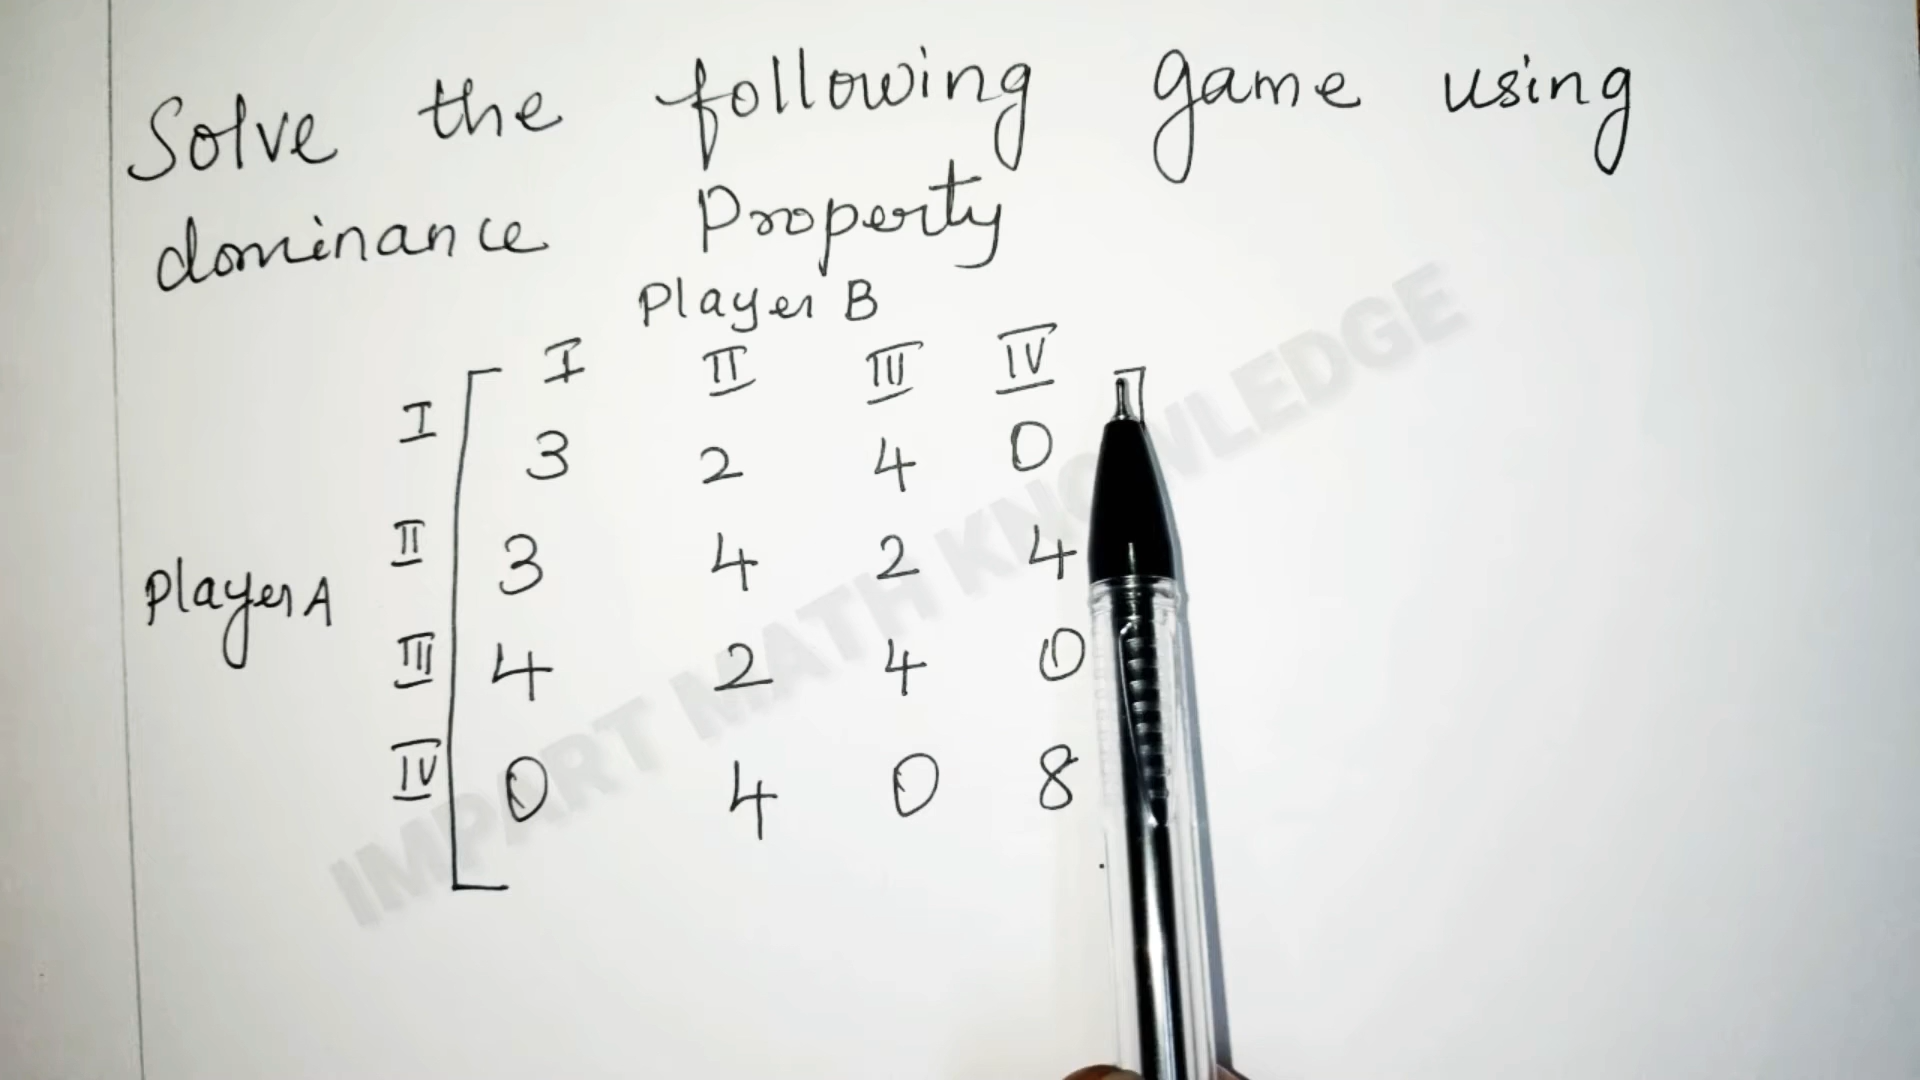 Solve the following game using
dominance Property
Player B
I II III IV
I 3 2 4 0
II 3 4 2 4
Player A
III 4 2 4 0
IV 0 4 0 8
IMPART MATH KNOWLEDGE